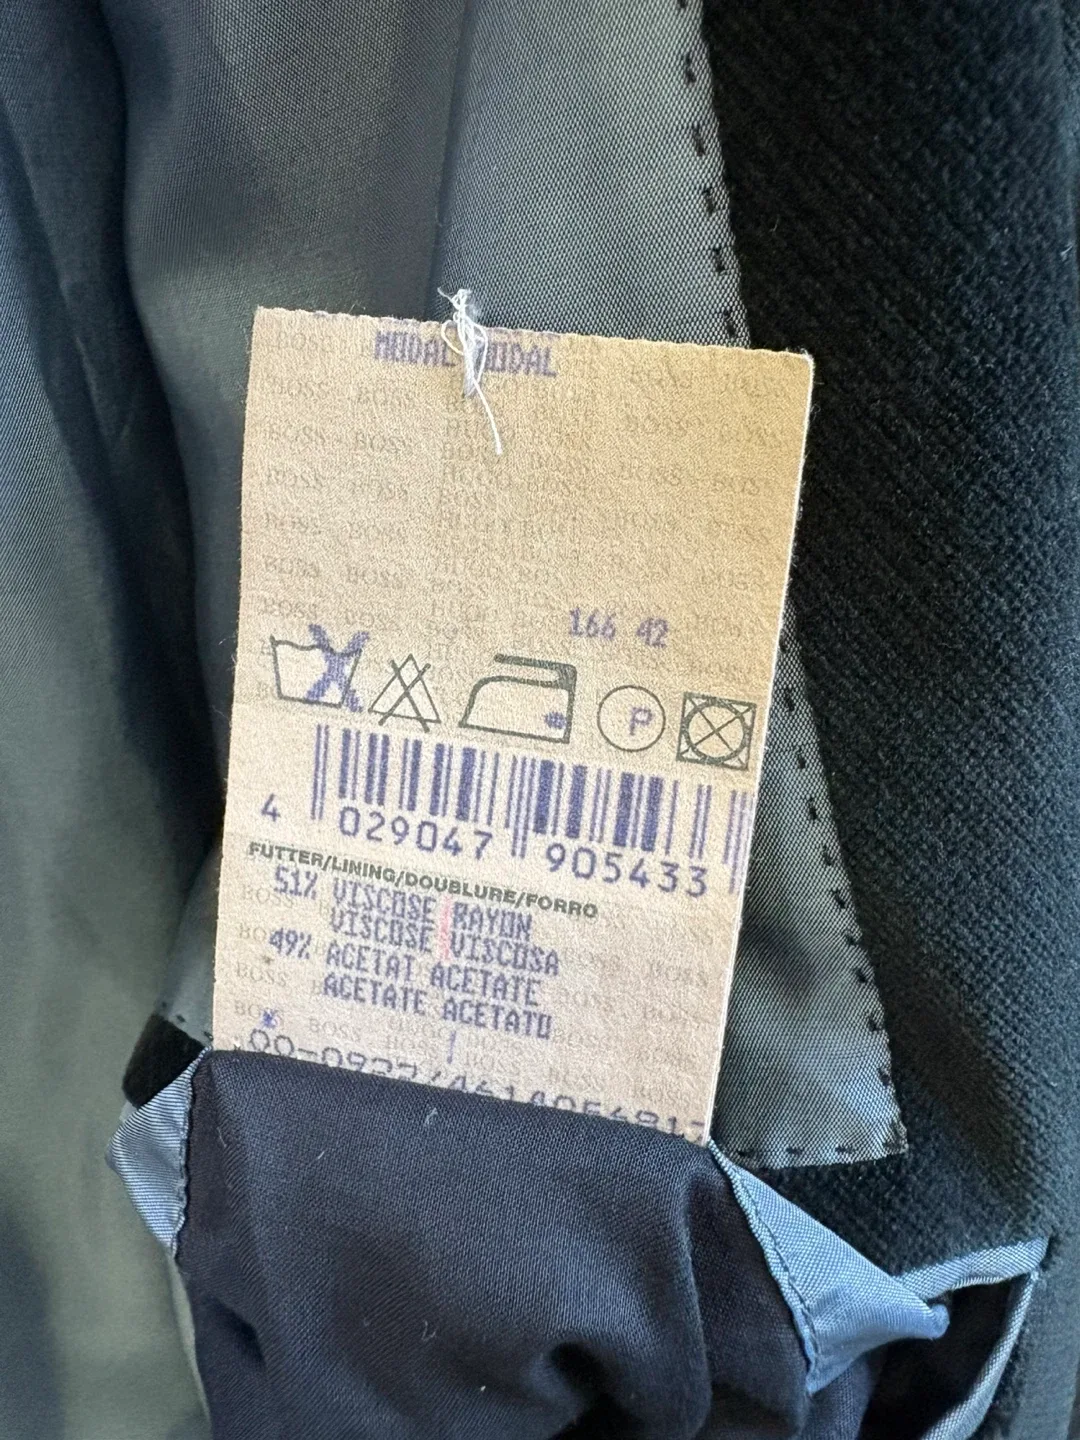 MODAL MODAL
166 42
P
4 029047 905433
FUTTER/LINING/DOUBLURE/FORRO
51% VISCOSE RAYON
VISCOSE VISCOSA
49% ACETAT ACETATE
ACETATE ACETATO